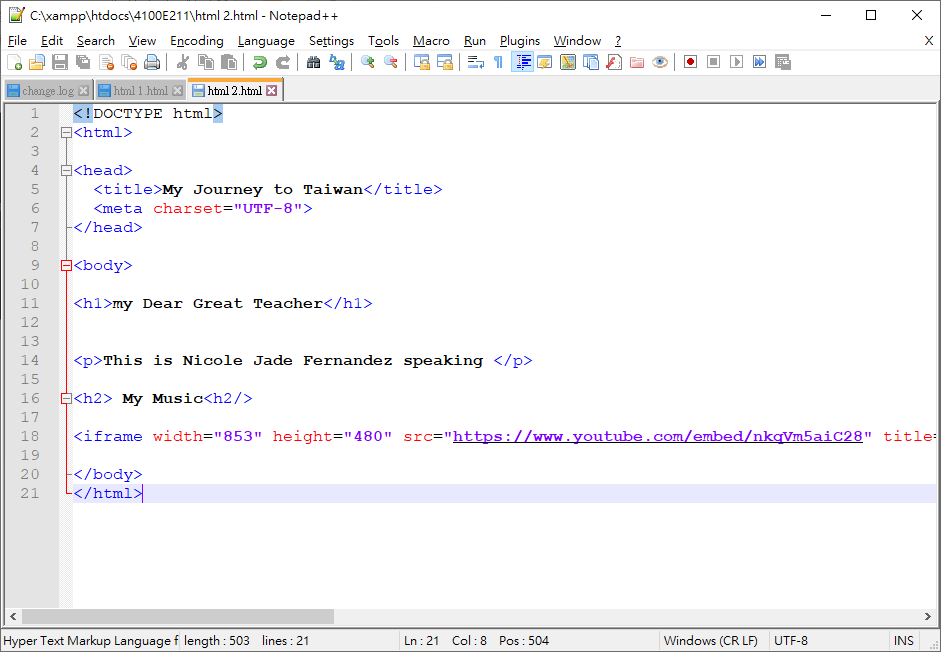 C:\xampp\htdocs\4100E211\html 2.html - Notepad++
File Edit Search View Encoding Language Settings Tools Macro Run Plugins Window ? X
change.log html 1.html html 2.html
1 <!DOCTYPE html>
2 <html>
3
4 <head>
5 <title>My Journey to Taiwan</title>
6 <meta charset="UTF-8">
7 </head>
8
9 <body>
10
11 <h1>my Dear Great Teacher</h1>
12
13
14 <p>This is Nicole Jade Fernandez speaking </p>
15
16 <h2> My Music<h2/>
17
18 <iframe width="853" height="480" src="https://www.youtube.com/embed/nkqVm5aiC28" title=
19
20 </body>
21 </html>
Hyper Text Markup Language f length : 503 lines : 21 Ln : 21 Col : 8 Pos : 504 Windows (CR LF) UTF-8 INS